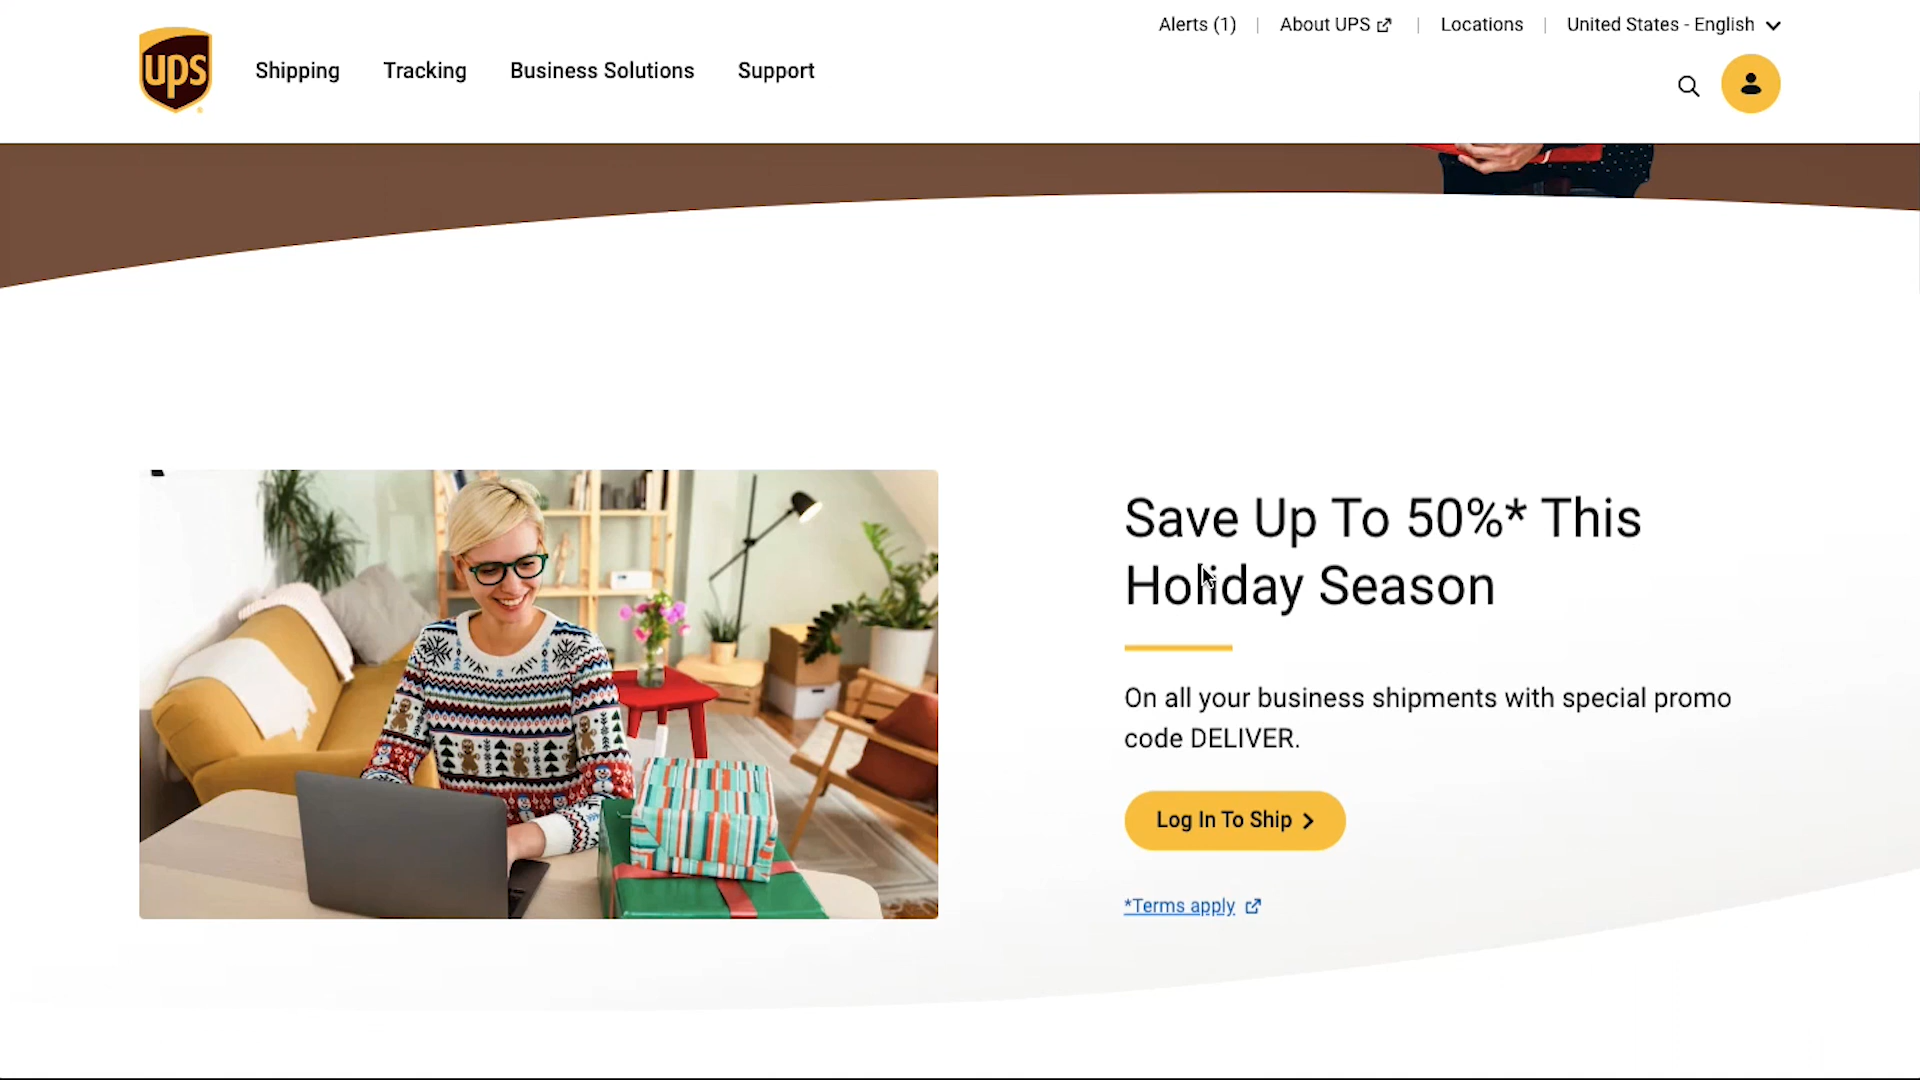 Alerts (1)
About UPS
Locations
United States - English
ups
Shipping
Tracking
Business Solutions
Support
Save Up To 50%* This
Holiday Season
On all your business shipments with special promo
code DELIVER.
Log In To Ship
*Terms apply